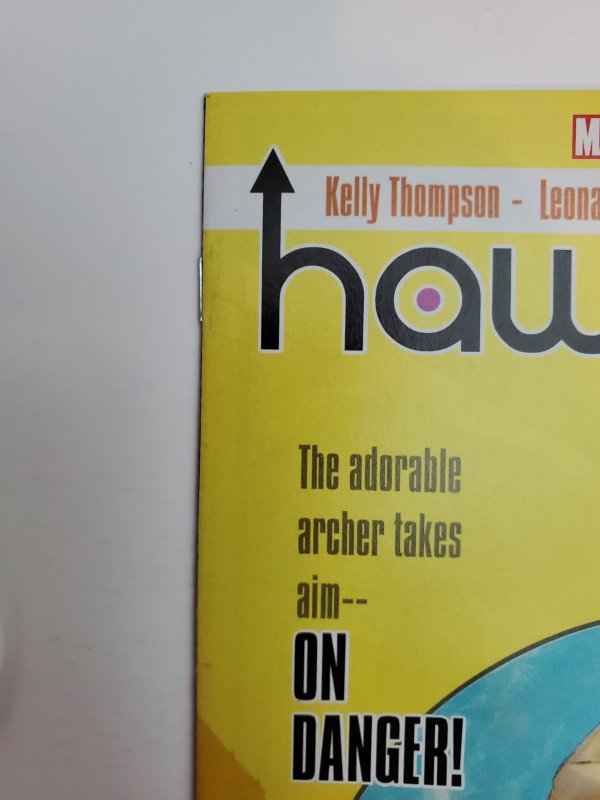 M
Kelly Thompson - Leona
haw
The adorable
archer takes
aim--
ON
DANGER!